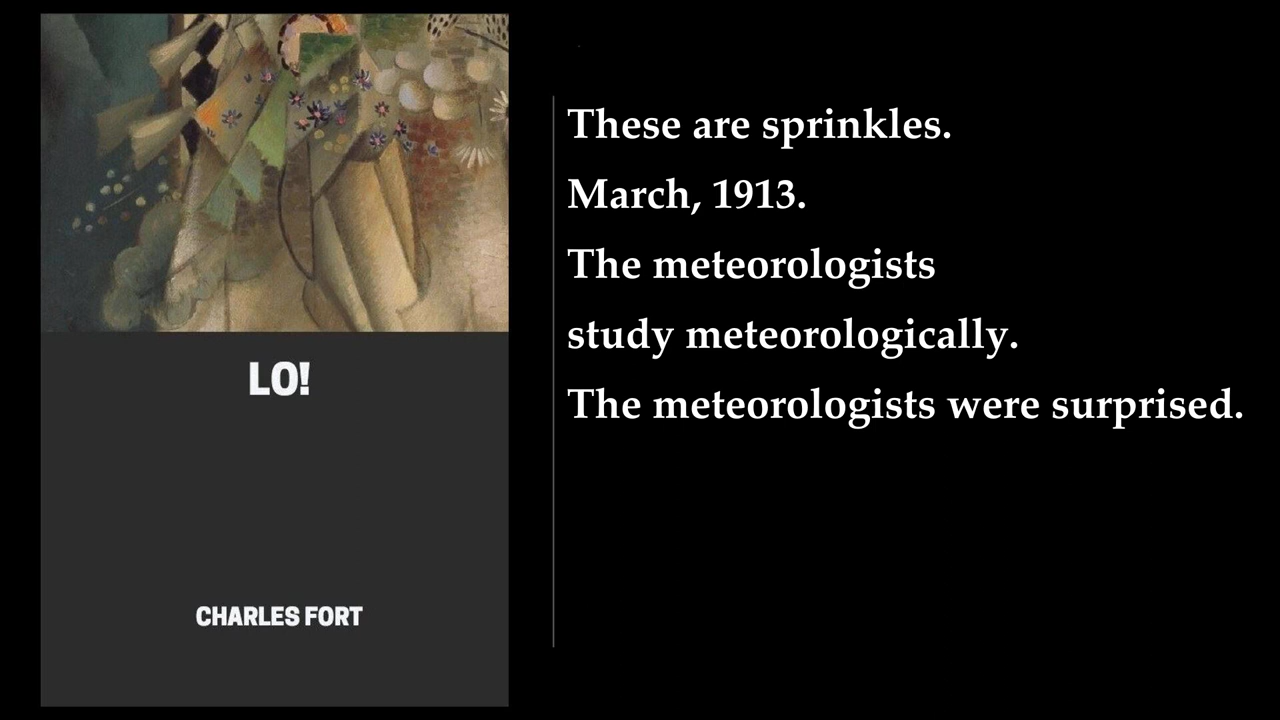 LO!
CHARLES FORT
These are sprinkles.
March, 1913.
The meteorologists
study meteorologically.
The meteorologists were surprised.